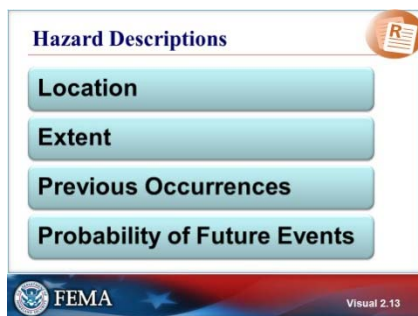 Hazard Descriptions
R
Location
Extent
Previous Occurrences
Probability of Future Events
FEMA
Visual 2.13